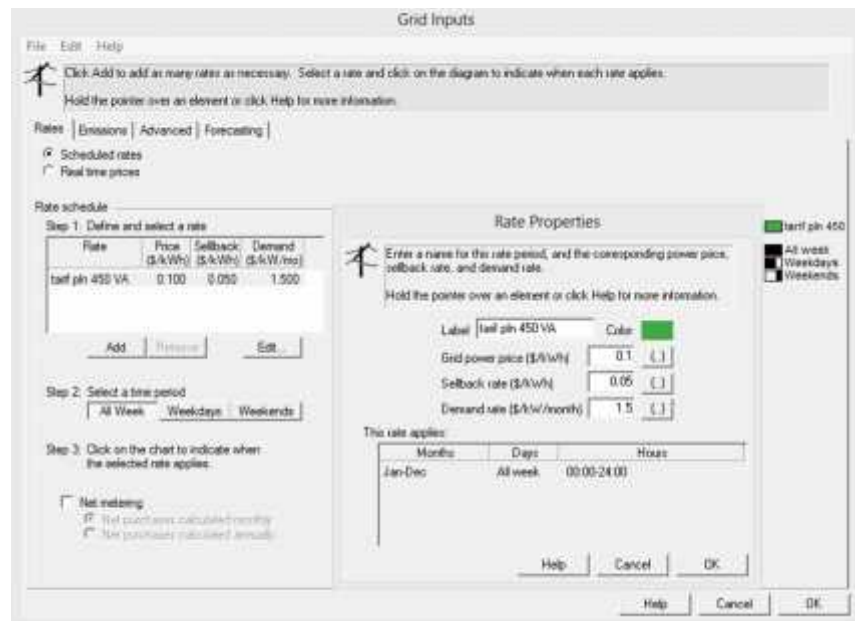 Grid Inputs
File Edit Help
Click Add to add as many rates as necessary. Select a rate and click on the diagram to indicate when each rate applies.
Hold the pointer over an element or click Help for more information.
Rates Emissions Advanced Forecasting
Scheduled rates
Real time prices
Rate schedule
Step 1: Define and select a rate
Rate Price Sellback Demand
($/kWh) ($/kWh) ($/kW/mo)
tarif pln 450 VA 0.100 0.050 1.500
Add Remove Edit...
Step 2: Select a time period
All Week Weekdays Weekends
Step 3: Click on the chart to indicate when
the selected rate applies.
Net metering
Net purchases calculated monthly
Net purchases calculated annually
Rate Properties
Enter a name for this rate period, and the corresponding power price,
sellback rate, and demand rate.
Hold the pointer over an element or click Help for more information.
Label tarif pln 450 VA Color
Grid power price ($/kWh) 0.1 {..}
Sellback rate ($/kWh) 0.05 {..}
Demand rate ($/kW/month) 1.5 {..}
This rate applies:
Months Days Hours
Jan-Dec All week 00:00-24:00
Help Cancel OK
tarif pln 450
All week
Weekdays
Weekends
Help Cancel OK